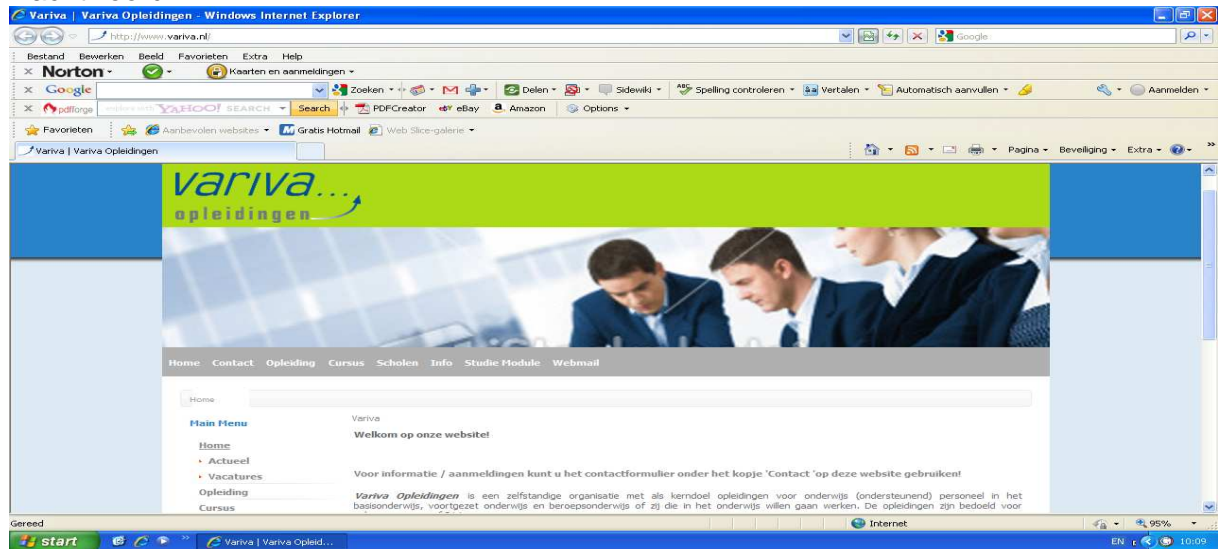 Variva | Variva Opleidingen - Windows Internet Explorer
http://www.variva.nl/
Google
Bestand Bewerken Beeld Favorieten Extra Help
Norton Kaarten en aanmeldingen
Google Zoeken Delen Sidewiki Spelling controleren Vertalen Automatisch aanvullen Aanmelden
pdfforge YAHOO! SEARCH Search PDFCreator eBay Amazon Options
Favorieten Aanbevolen websites Gratis Hotmail Web Slice-galerie
Variva | Variva Opleidingen Pagina Beveiliging Extra
variva...
opleidingen
Home Contact Opleiding Cursus Scholen Info Studie Module Webmail
Home
Main Menu
Home
Actueel
Vacatures
Opleiding
Cursus
Variva
Welkom op onze website!
Voor informatie / aanmeldingen kunt u het contactformulier onder het kopje 'Contact 'op deze website gebruiken!
Variva Opleidingen is een zelfstandige organisatie met als kerndoel opleidingen voor onderwijs (ondersteunend) personeel in het
basisonderwijs, voortgezet onderwijs en beroepsonderwijs of zij die in het onderwijs willen gaan werken. De opleidingen zijn bedoeld voor
Gereed Internet 95%
start Variva | Variva Opleid... EN 10:09